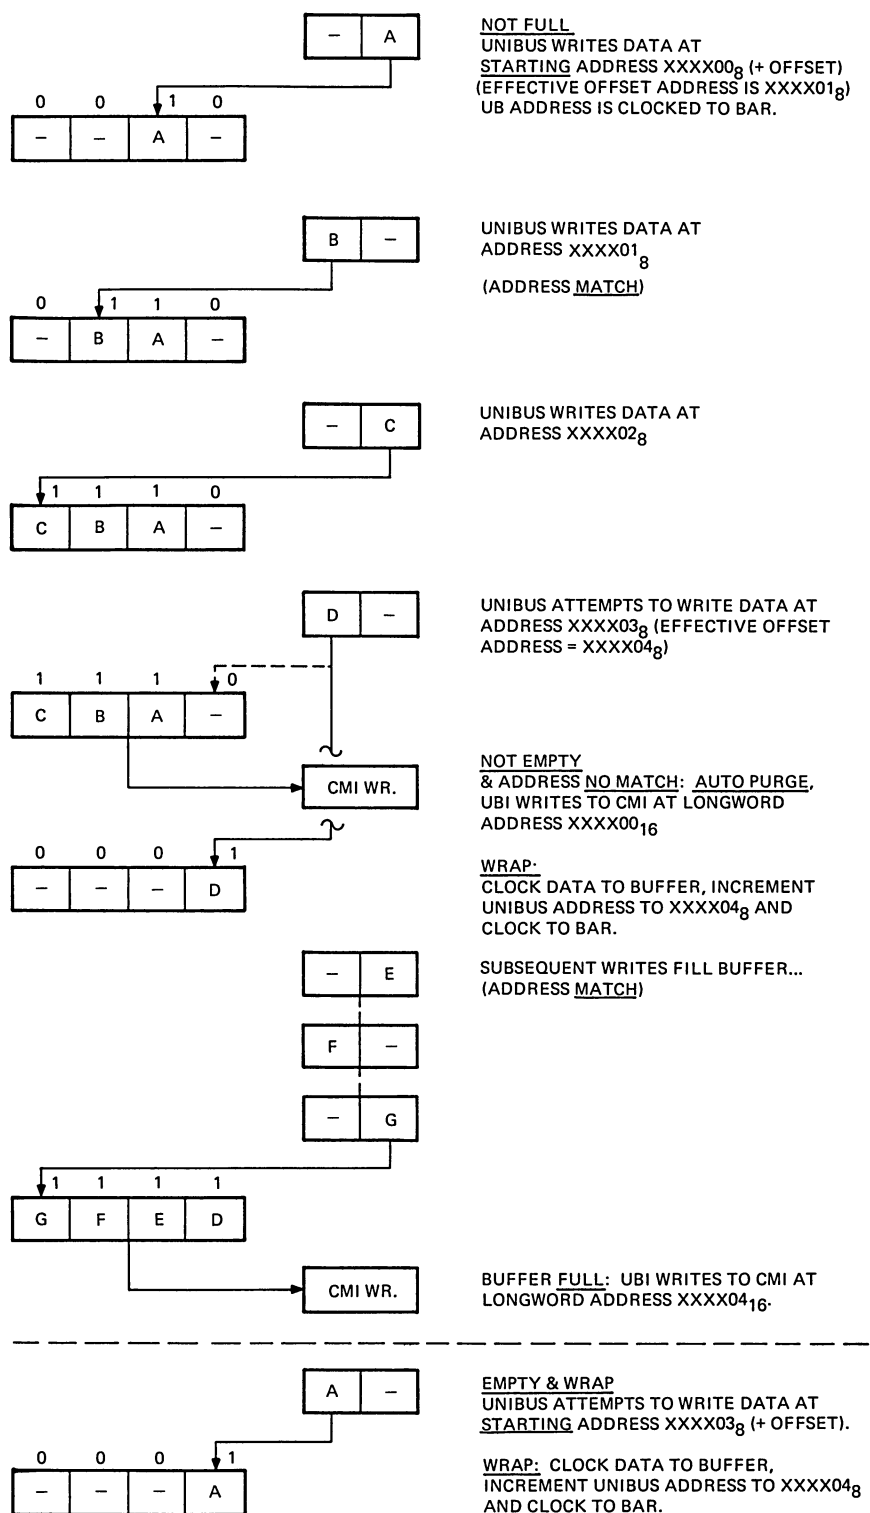 – A
NOT FULL
UNIBUS WRITES DATA AT
STARTING ADDRESS XXXX00₈ (+ OFFSET)
(EFFECTIVE OFFSET ADDRESS IS XXXX01₈)
UB ADDRESS IS CLOCKED TO BAR.
0 0 1 0
– – A –
B –
UNIBUS WRITES DATA AT
ADDRESS XXXX01₈
(ADDRESS MATCH)
0 1 1 0
– B A –
– C
UNIBUS WRITES DATA AT
ADDRESS XXXX02₈
1 1 1 0
C B A –
D –
UNIBUS ATTEMPTS TO WRITE DATA AT
ADDRESS XXXX03₈ (EFFECTIVE OFFSET
ADDRESS = XXXX04₈)
1 1 1 0
C B A –
CMI WR.
NOT EMPTY
& ADDRESS NO MATCH: AUTO PURGE,
UBI WRITES TO CMI AT LONGWORD
ADDRESS XXXX00₁₆
0 0 0 1
– – – D
WRAP:
CLOCK DATA TO BUFFER, INCREMENT
UNIBUS ADDRESS TO XXXX04₈ AND
CLOCK TO BAR.
– E
SUBSEQUENT WRITES FILL BUFFER...
(ADDRESS MATCH)
F –
– G
1 1 1 1
G F E D
CMI WR.
BUFFER FULL: UBI WRITES TO CMI AT
LONGWORD ADDRESS XXXX04₁₆.
A –
EMPTY & WRAP
UNIBUS ATTEMPTS TO WRITE DATA AT
STARTING ADDRESS XXXX03₈ (+ OFFSET).
0 0 0 1
– – – A
WRAP: CLOCK DATA TO BUFFER,
INCREMENT UNIBUS ADDRESS TO XXXX04₈
AND CLOCK TO BAR.